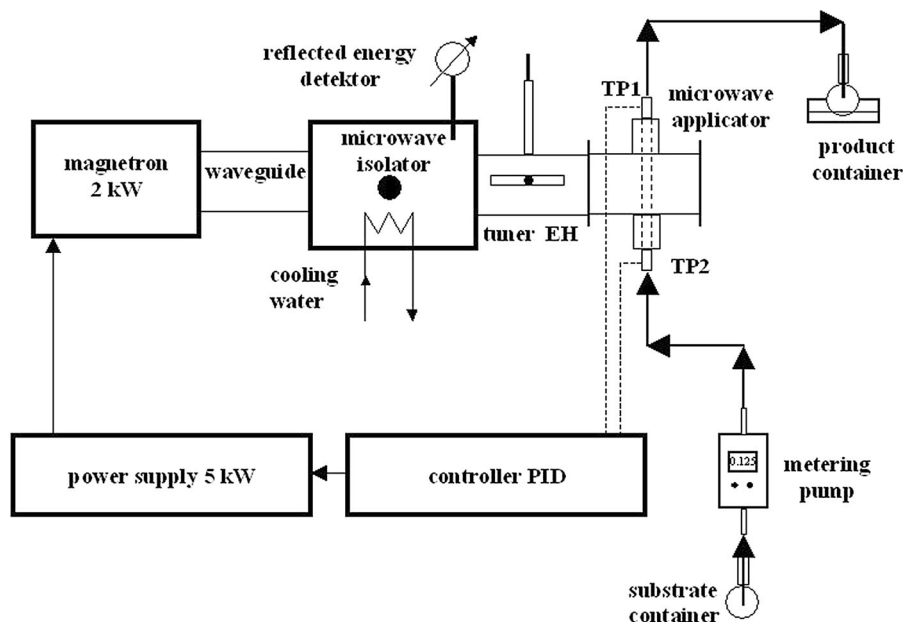 reflected energy
detektor
TP1
microwave
applicator
magnetron
2 kW
waveguide
microwave
isolator
product
container
tuner EH
TP2
cooling
water
power supply 5 kW
controller PID
0.125
metering
pump
substrate
container